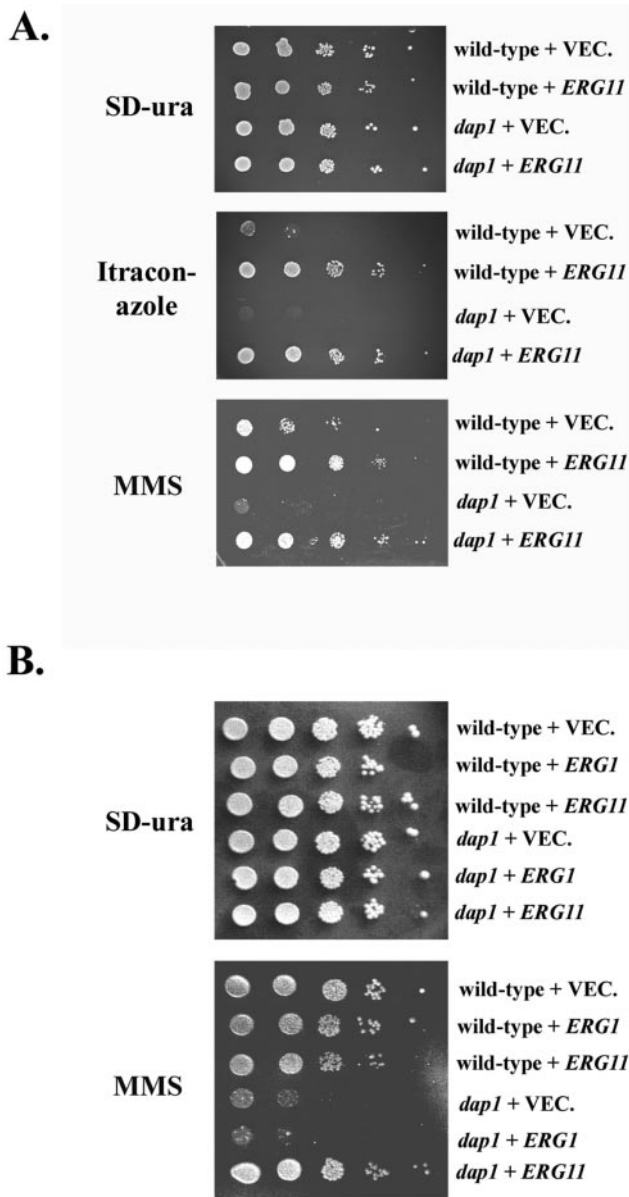 A.
SD-ura
wild-type + VEC.
wild-type + ERG11
dap1 + VEC.
dap1 + ERG11
Itracon-
azole
wild-type + VEC.
wild-type + ERG11
dap1 + VEC.
dap1 + ERG11
MMS
wild-type + VEC.
wild-type + ERG11
dap1 + VEC.
dap1 + ERG11
B.
SD-ura
wild-type + VEC.
wild-type + ERG1
wild-type + ERG11
dap1 + VEC.
dap1 + ERG1
dap1 + ERG11
MMS
wild-type + VEC.
wild-type + ERG1
wild-type + ERG11
dap1 + VEC.
dap1 + ERG1
dap1 + ERG11